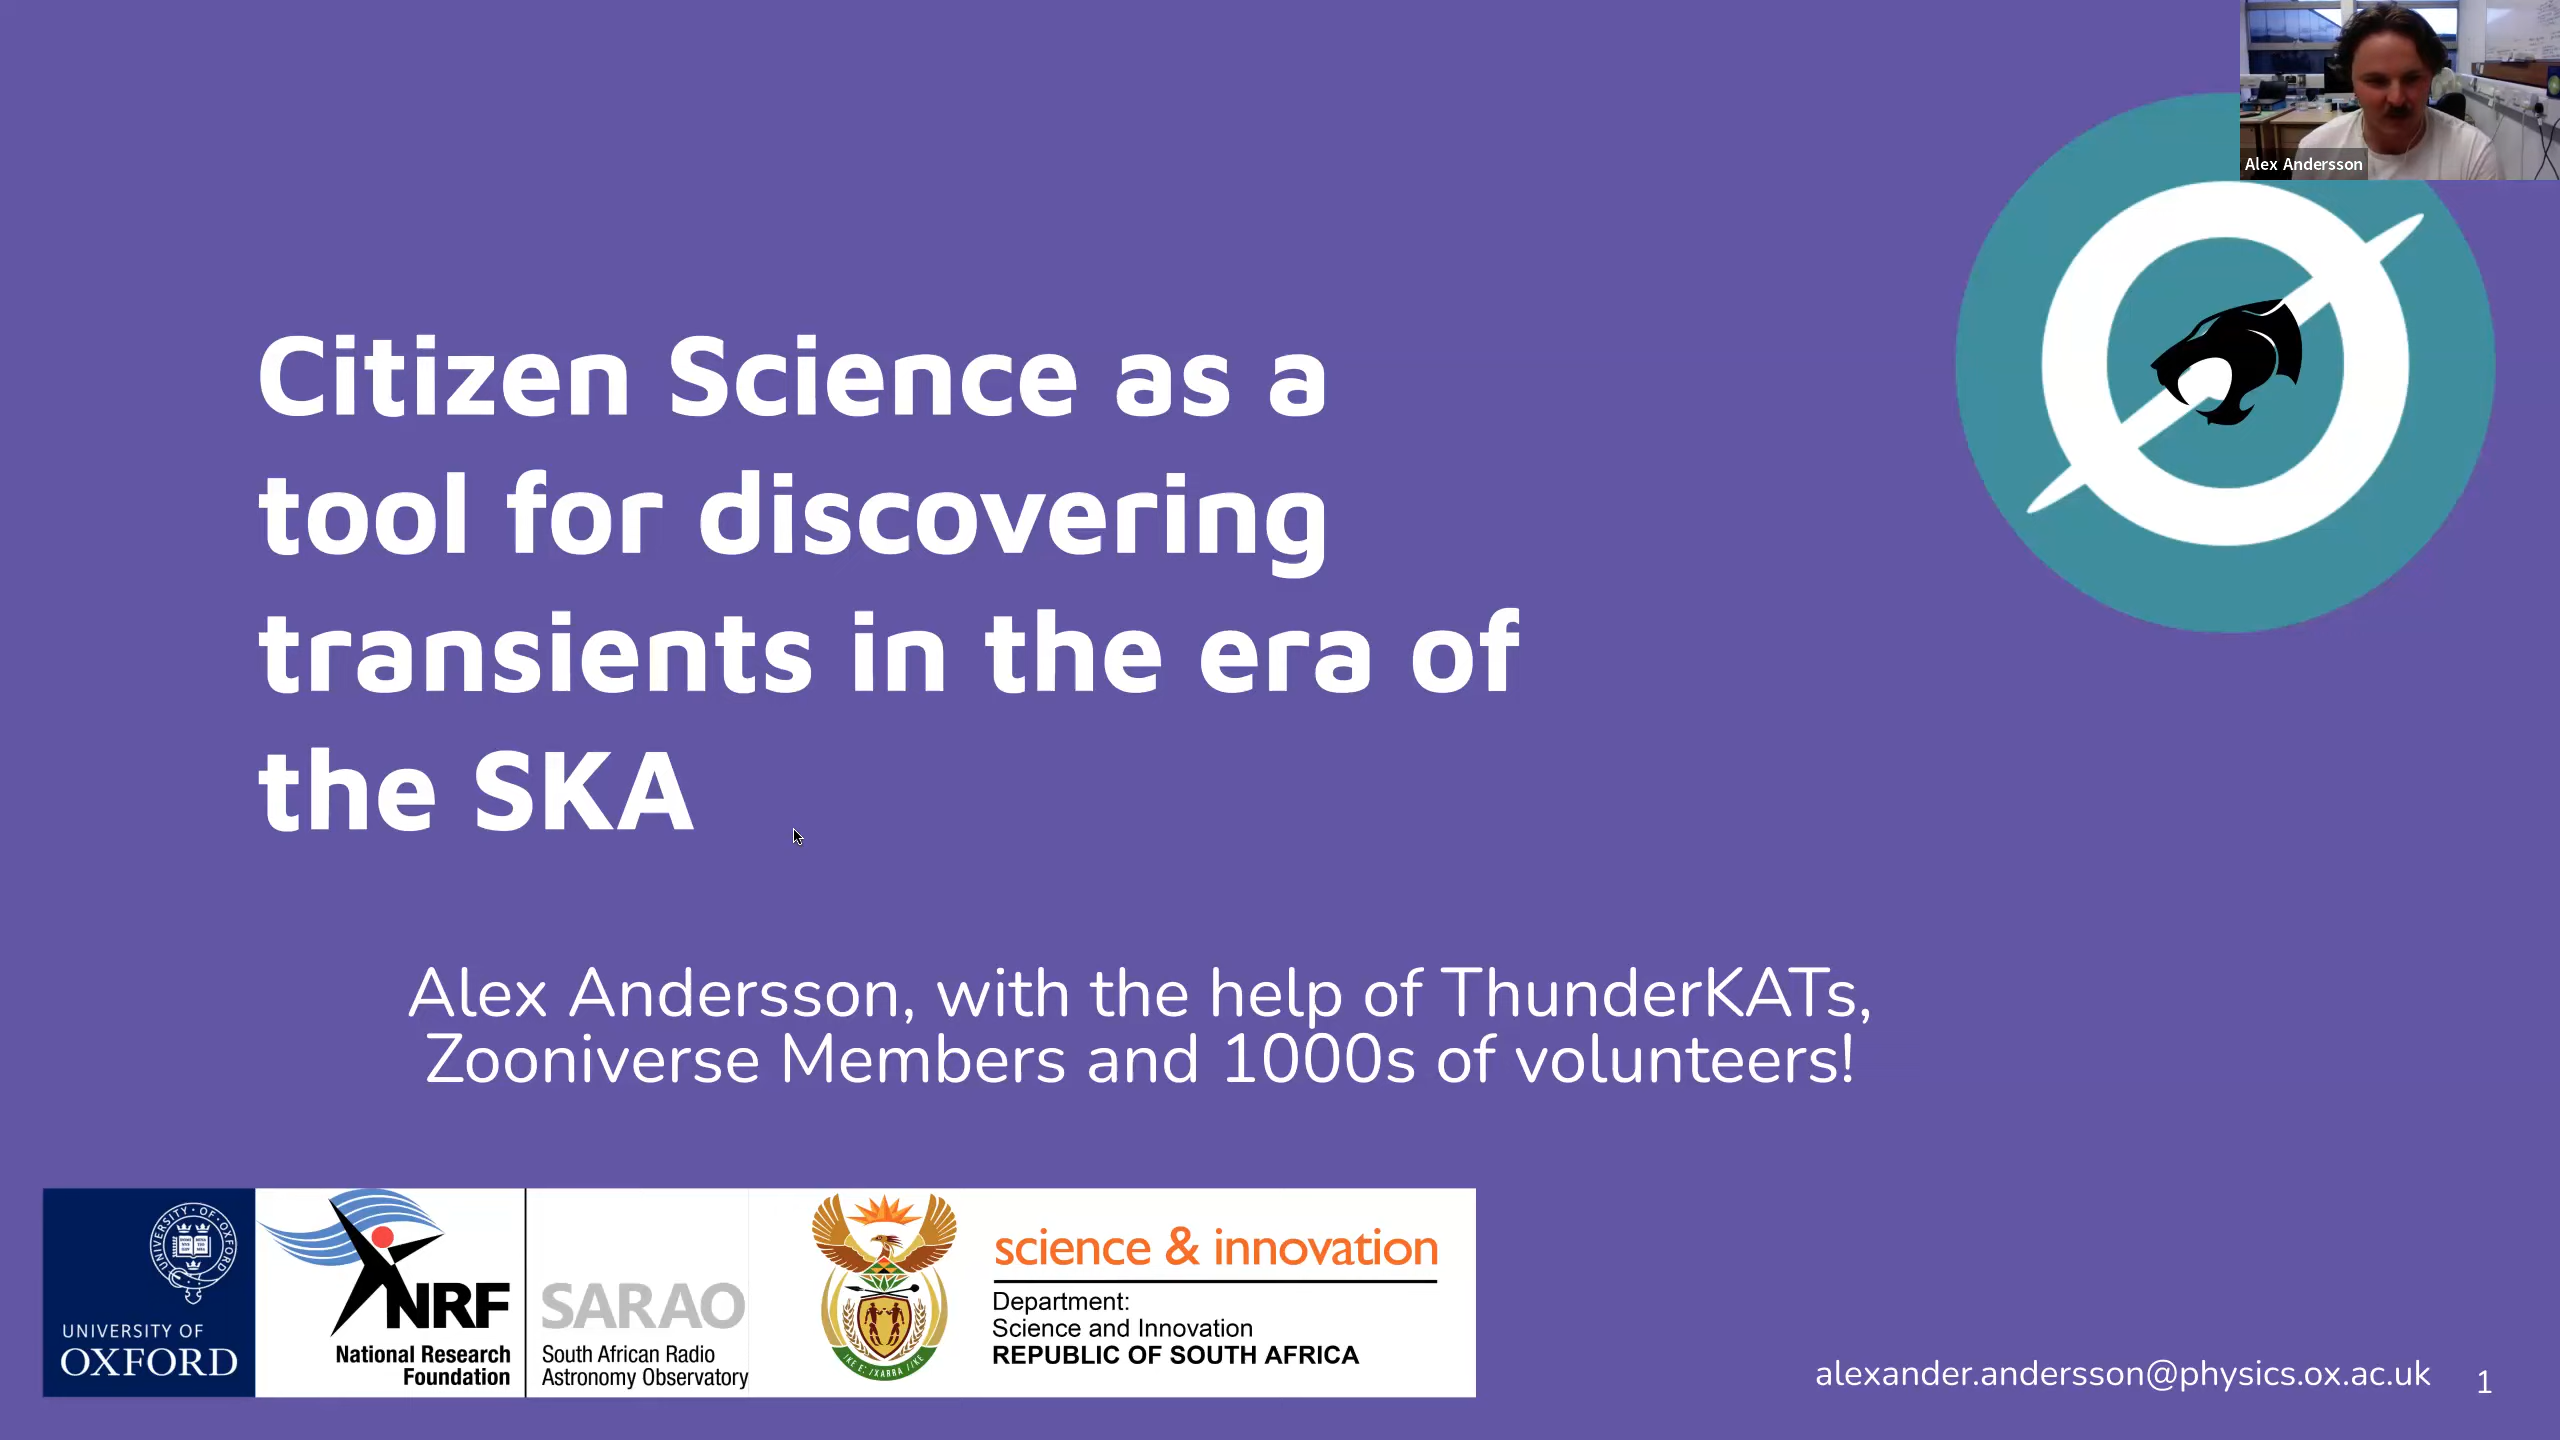 Alex Andersson
Citizen Science as a
tool for discovering
transients in the era of
the SKA
Alex Andersson, with the help of ThunderKATs,
Zooniverse Members and 1000s of volunteers!
UNIVERSITY OF
OXFORD
NRF
National Research
Foundation
SARAO
South African Radio
Astronomy Observatory
science & innovation
Department:
Science and Innovation
REPUBLIC OF SOUTH AFRICA
alexander.andersson@physics.ox.ac.uk
1